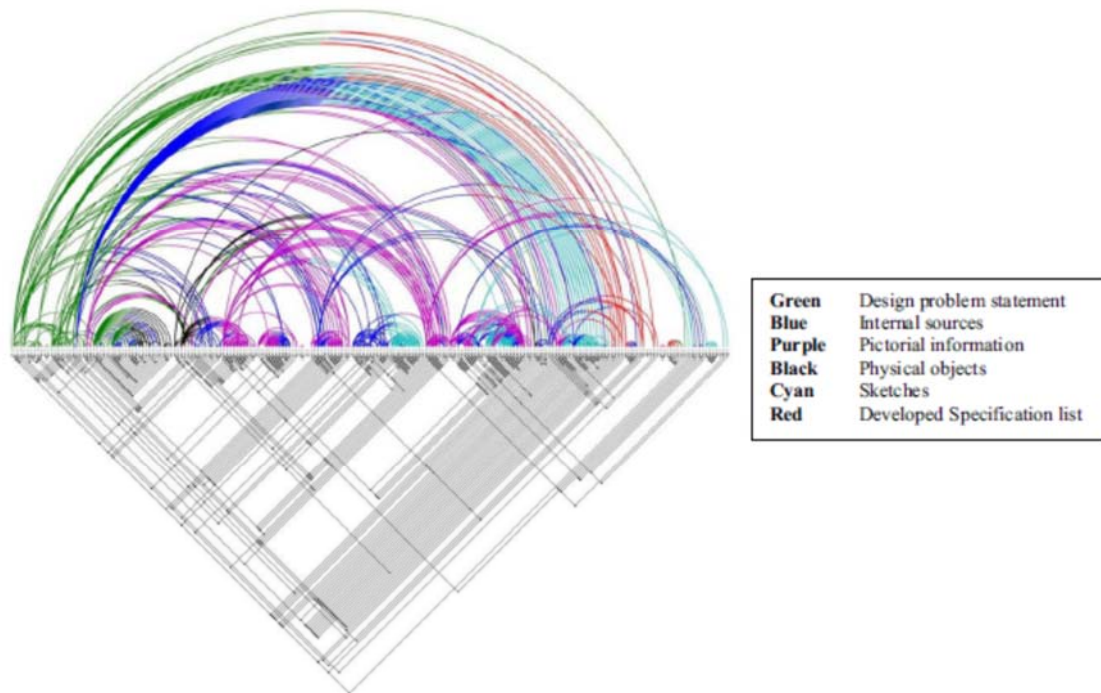 Green Design problem statement
Blue Internal sources
Purple Pictorial information
Black Physical objects
Cyan Sketches
Red Developed Specification list